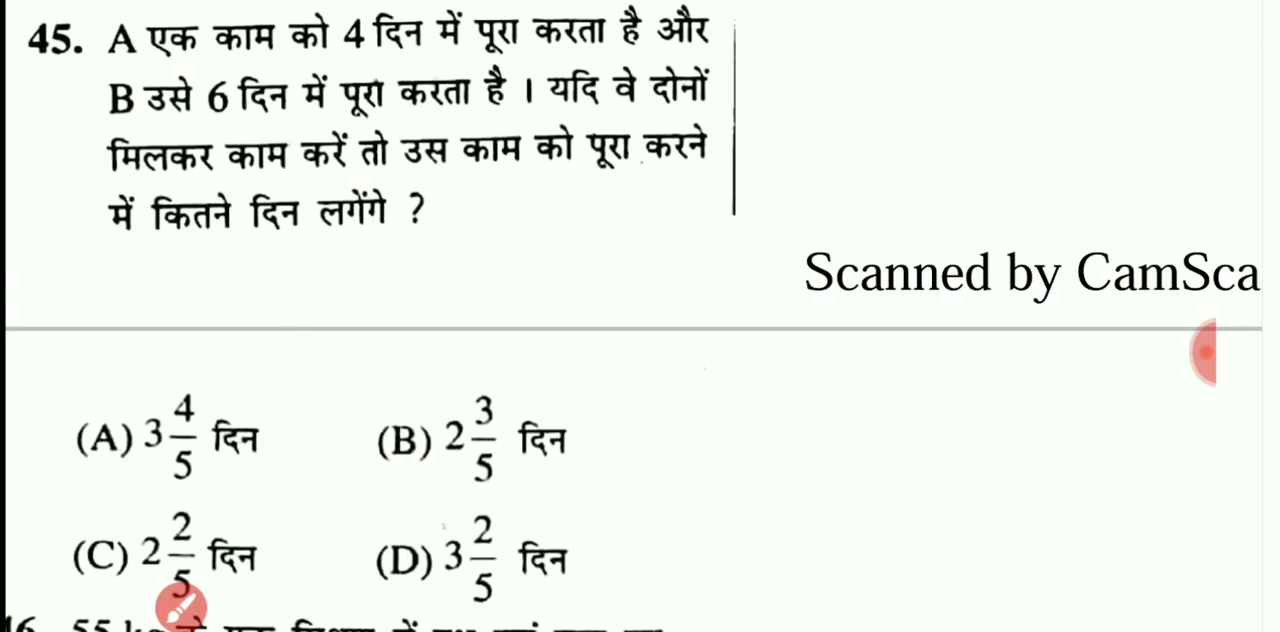 45. A एक काम को 4 दिन में पूरा करता है और
B उसे 6 दिन में पूरा करता है । यदि वे दोनों
मिलकर काम करें तो उस काम को पूरा करने
में कितने दिन लगेंगे ?
Scanned by CamSca
(A) 3 4/5 दिन (B) 2 3/5 दिन
(C) 2 2/5 दिन (D) 3 2/5 दिन